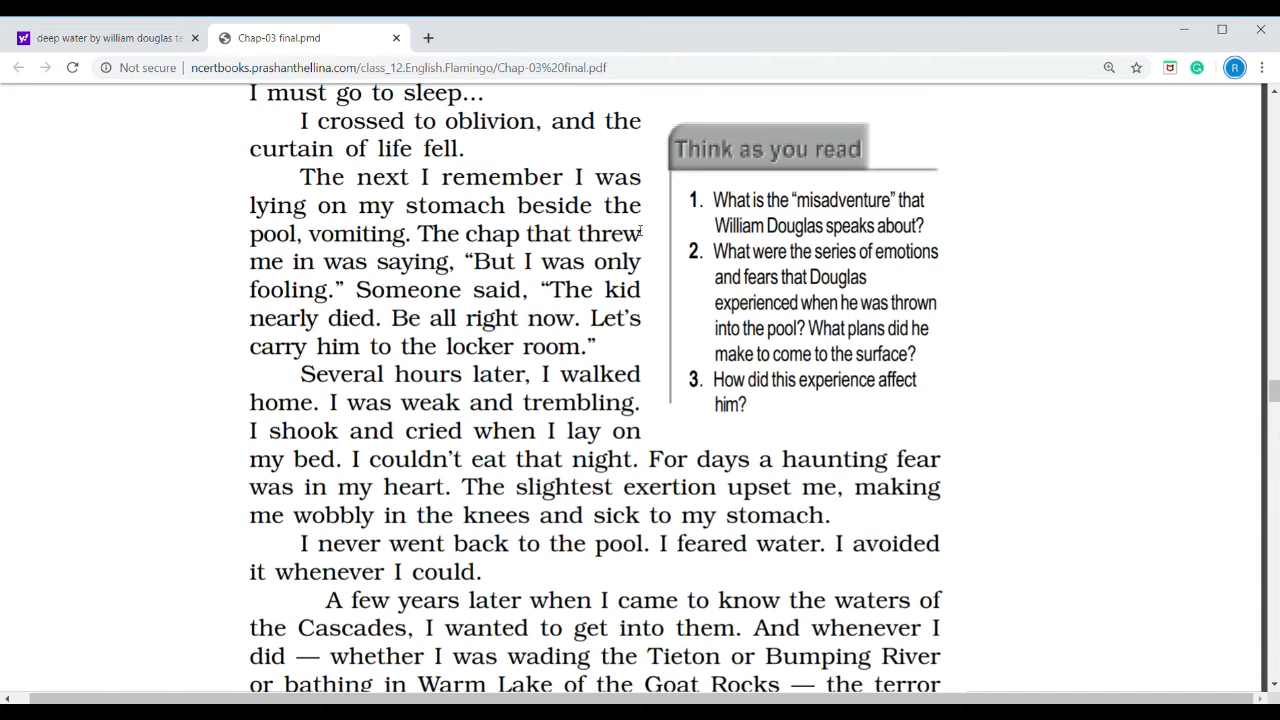 deep water by william douglas te
Chap-03 final.pmd
Not secure
ncertbooks.prashanthellina.com/class_12.English.Flamingo/Chap-03%20final.pdf
R
I must go to sleep...
I crossed to oblivion, and the
curtain of life fell.
The next I remember I was
lying on my stomach beside the
pool, vomiting. The chap that threw
me in was saying, “But I was only
fooling.” Someone said, “The kid
nearly died. Be all right now. Let’s
carry him to the locker room.”
Several hours later, I walked
home. I was weak and trembling.
I shook and cried when I lay on
my bed. I couldn’t eat that night. For days a haunting fear
was in my heart. The slightest exertion upset me, making
me wobbly in the knees and sick to my stomach.
I never went back to the pool. I feared water. I avoided
it whenever I could.
A few years later when I came to know the waters of
the Cascades, I wanted to get into them. And whenever I
did — whether I was wading the Tieton or Bumping River
or bathing in Warm Lake of the Goat Rocks — the terror
Think as you read
1. What is the “misadventure” that
William Douglas speaks about?
2. What were the series of emotions
and fears that Douglas
experienced when he was thrown
into the pool? What plans did he
make to come to the surface?
3. How did this experience affect
him?